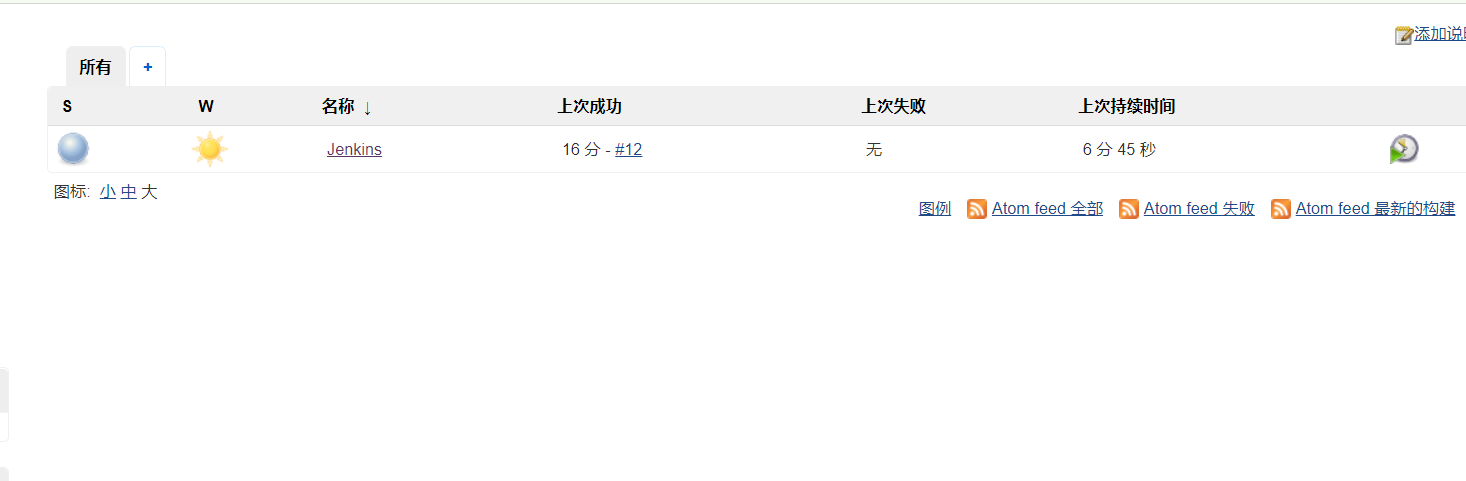 添加说明
所有 +
S W 名称 ↓ 上次成功 上次失败 上次持续时间
Jenkins 16 分 - #12 无 6 分 45 秒
图标: 小 中 大
图例 Atom feed 全部 Atom feed 失败 Atom feed 最新的构建